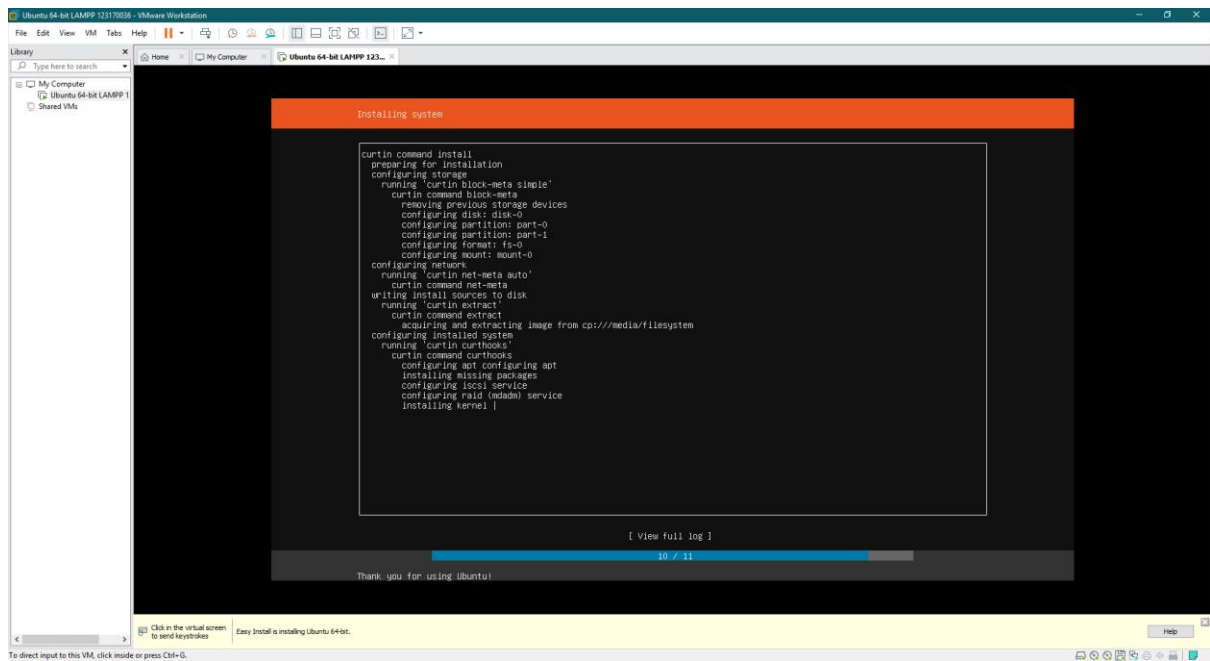 Ubuntu 64-bit LAMPP 123170036 - VMware Workstation
File Edit View VM Tabs Help
Library
Type here to search
My Computer
Ubuntu 64-bit LAMPP 1
Shared VMs
Home My Computer Ubuntu 64-bit LAMPP 123...
Installing system
curtin command install
preparing for installation
configuring storage
running 'curtin block-meta simple'
curtin command block-meta
removing previous storage devices
configuring disk: disk-0
configuring partition: part-0
configuring partition: part-1
configuring format: fs-0
configuring mount: mount-0
configuring network
running 'curtin net-meta auto'
curtin command net-meta
writing install sources to disk
running 'curtin extract'
curtin command extract
acquiring and extracting image from cp:///media/filesystem
configuring installed system
running 'curtin curthooks'
curtin command curthooks
configuring apt configuring apt
installing missing packages
configuring iscsi service
configuring raid (mdadm) service
installing kernel |
[ View full log ]
10 / 11
Thank you for using Ubuntu!
Click in the virtual screen
to send keystrokes
Easy Install is installing Ubuntu 64-bit.
Help
To direct input to this VM, click inside or press Ctrl+G.